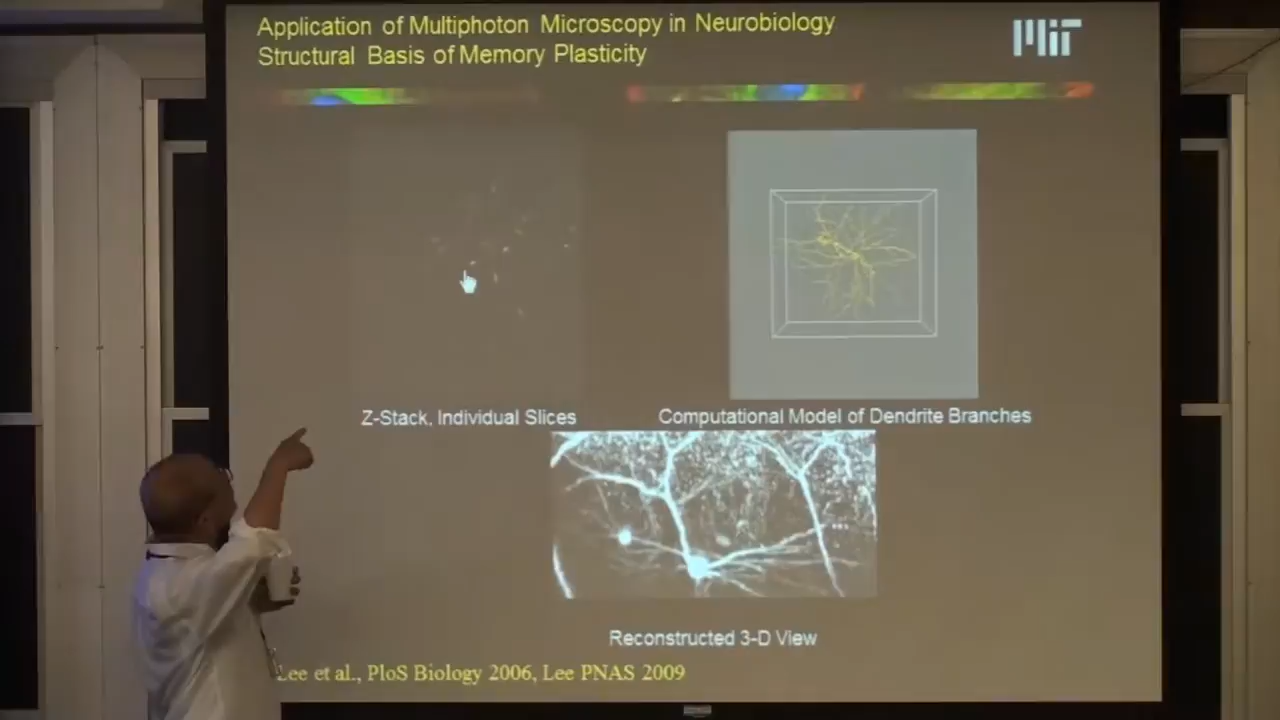 Application of Multiphoton Microscopy in Neurobiology
Structural Basis of Memory Plasticity
MIT
Z-Stack, Individual Slices
Computational Model of Dendrite Branches
Reconstructed 3-D View
Lee et al., PloS Biology 2006, Lee PNAS 2009